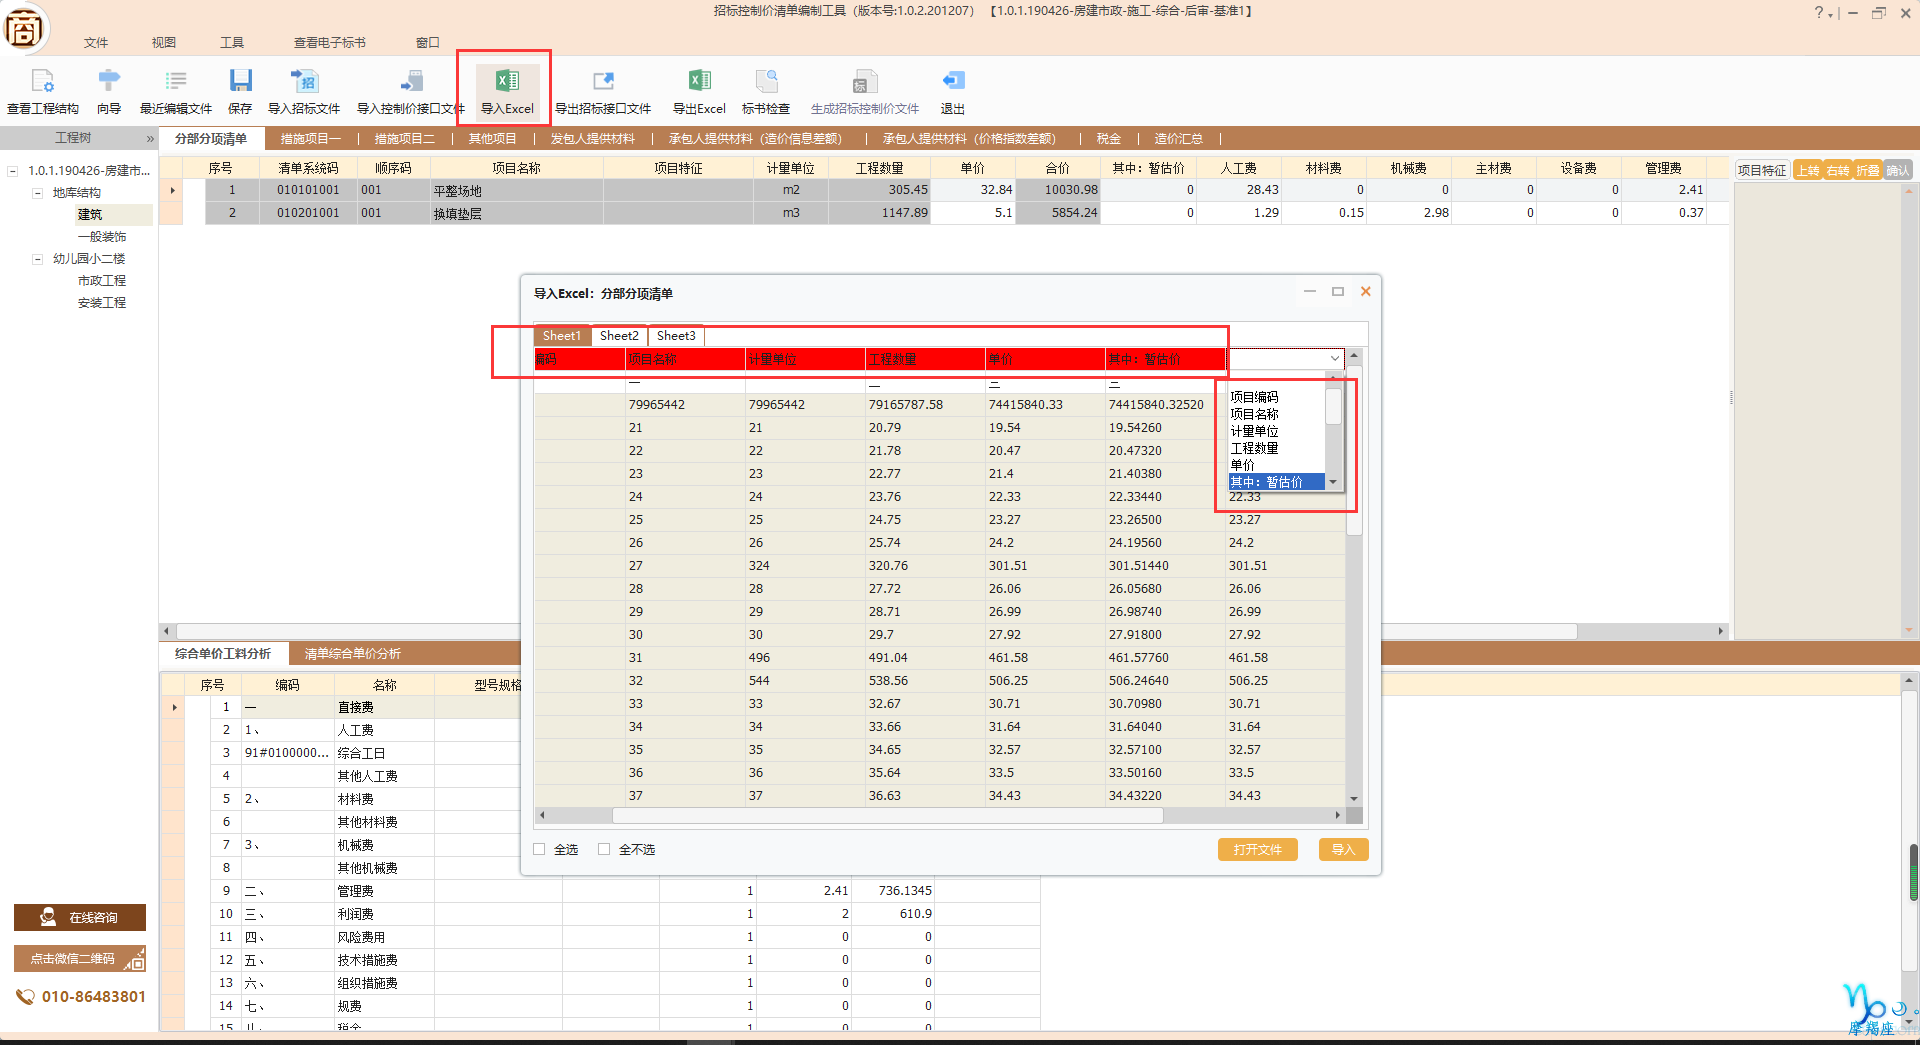 招标控制价清单编制工具（版本号:1.0.2.201207） 【1.0.1.190426-房建市政-施工-综合-后审-基准1】
商
文件 视图 工具 查看电子标书 窗口
查看工程结构 向导 最近编辑文件 保存 导入招标文件 导入控制价接口文件 导入Excel 导出招标接口文件 导出Excel 标书检查 生成招标控制价文件 退出
工程树 »
分部分项清单 措施项目一 措施项目二 其他项目 发包人提供材料 承包人提供材料（造价信息差额） 承包人提供材料（价格指数差额） 税金 造价汇总
1.0.1.190426-房建市...
地库结构
建筑
一般装饰
幼儿园小二楼
市政工程
安装工程
序号 清单系统码 顺序码 项目名称 项目特征 计量单位 工程数量 单价 合价 其中：暂估价 人工费 材料费 机械费 主材费 设备费 管理费
1 010101001 001 平整场地 m2 305.45 32.84 10030.98 0 28.43 0 0 0 0 2.41
2 010201001 001 换填垫层 m3 1147.89 5.1 5854.24 0 1.29 0.15 2.98 0 0 0.37
项目特征 上转 右转 折叠 确认
导入Excel：分部分项清单
Sheet1 Sheet2 Sheet3
编码 项目名称 计量单位 工程数量 单价 其中：暂估价
一 二 三 三
79965442 79965442 79165787.58 74415840.33 74415840.32520
21 21 20.79 19.54 19.54260
22 22 21.78 20.47 20.47320
23 23 22.77 21.4 21.40380
24 24 23.76 22.33 22.33440 22.33
25 25 24.75 23.27 23.26500 23.27
26 26 25.74 24.2 24.19560 24.2
27 324 320.76 301.51 301.51440 301.51
28 28 27.72 26.06 26.05680 26.06
29 29 28.71 26.99 26.98740 26.99
30 30 29.7 27.92 27.91800 27.92
31 496 491.04 461.58 461.57760 461.58
32 544 538.56 506.25 506.24640 506.25
33 33 32.67 30.71 30.70980 30.71
34 34 33.66 31.64 31.64040 31.64
35 35 34.65 32.57 32.57100 32.57
36 36 35.64 33.5 33.50160 33.5
37 37 36.63 34.43 34.43220 34.43
项目编码
项目名称
计量单位
工程数量
单价
其中：暂估价
全选 全不选 打开文件 导入
综合单价工料分析 清单综合单价分析
序号 编码 名称 型号规格
1 一 直接费
2 1、 人工费
3 91#0100000... 综合工日
4 其他人工费
5 2、 材料费
6 其他材料费
7 3、 机械费
8 其他机械费
9 二、 管理费 1 2.41 736.1345
10 三、 利润费 1 2 610.9
11 四、 风险费用 1 0 0
12 五、 技术措施费 1 0 0
13 六、 组织措施费 1 0 0
14 七、 规费 1 0 0
15 八、 税金 1 0 0
在线咨询
点击微信二维码
010-86483801
摩羯座